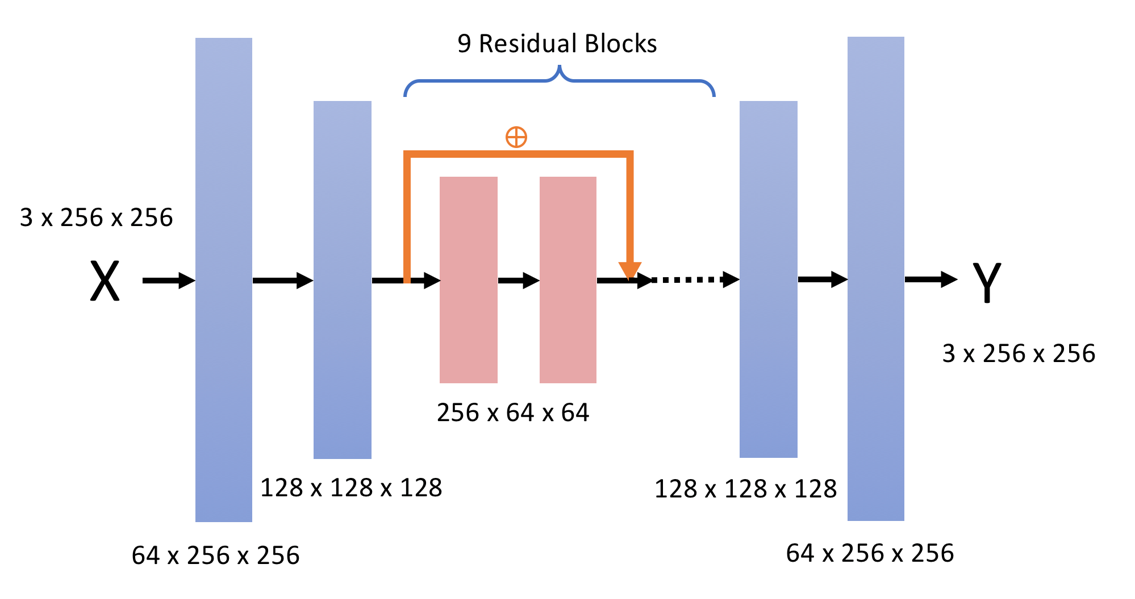 9 Residual Blocks
⊕
3 x 256 x 256
X
Y
3 x 256 x 256
256 x 64 x 64
128 x 128 x 128
128 x 128 x 128
64 x 256 x 256
64 x 256 x 256